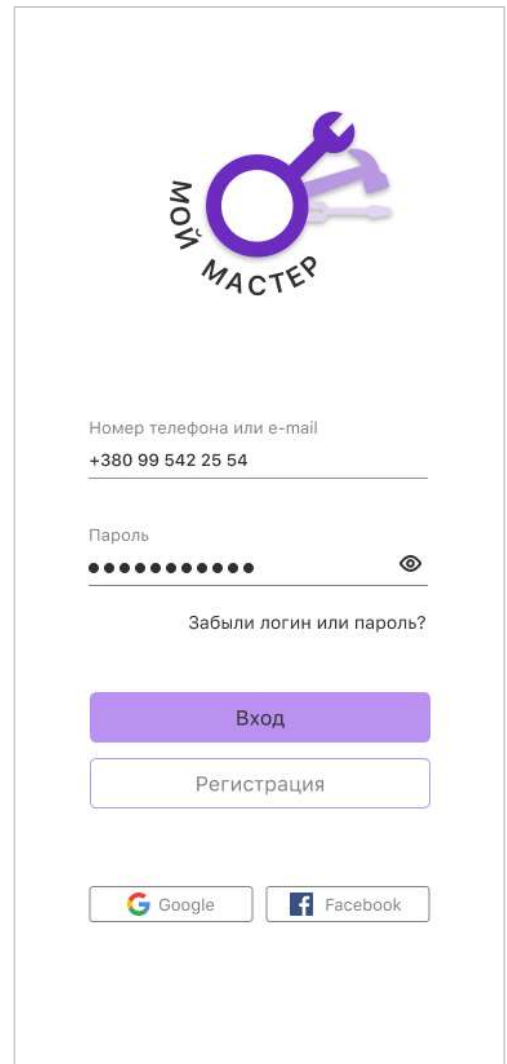 МОЙ МАСТЕР
Номер телефона или e-mail
+380 99 542 25 54
Пароль
●●●●●●●●●●●
Забыли логин или пароль?
Вход
Регистрация
Google
Facebook